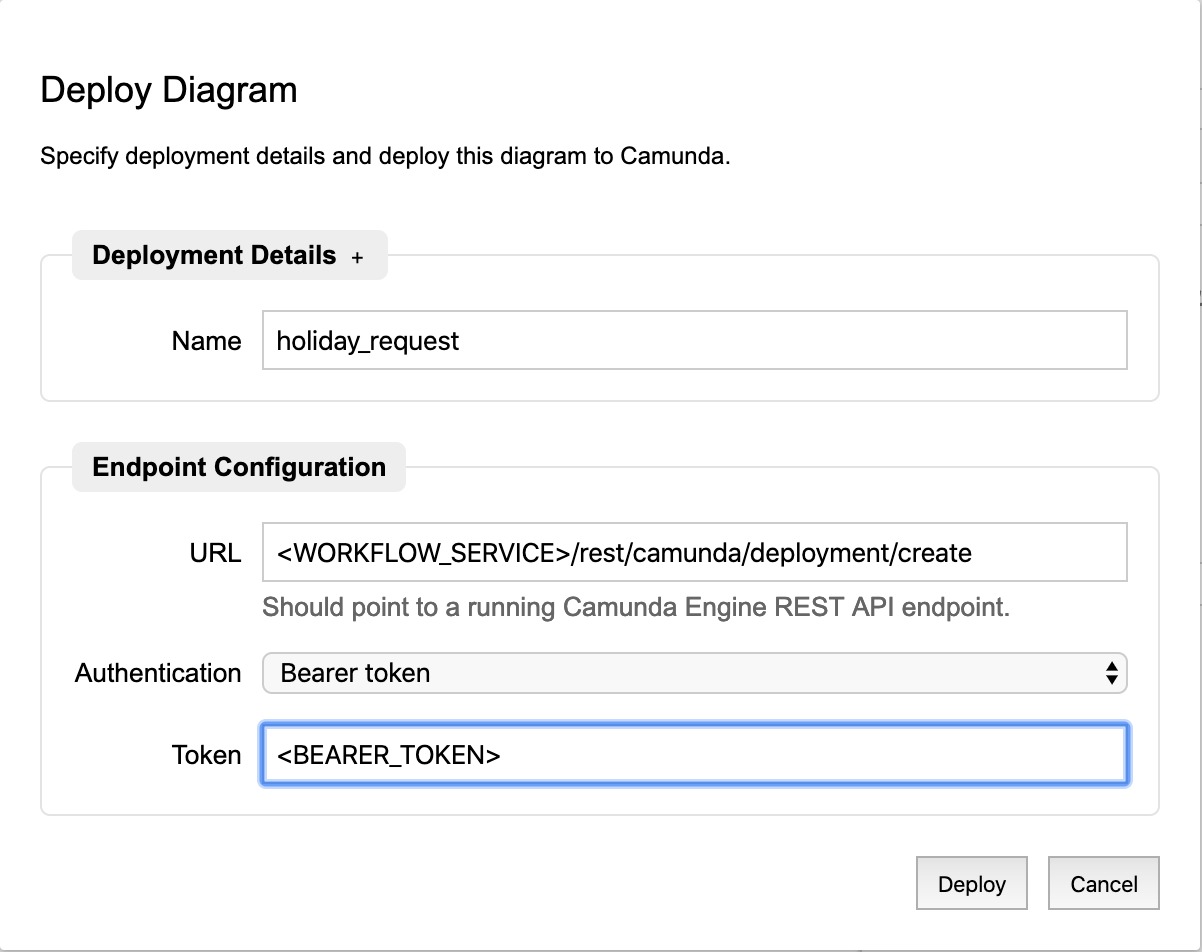 Deploy Diagram
Specify deployment details and deploy this diagram to Camunda.
Deployment Details +
Name holiday_request
Endpoint Configuration
URL <WORKFLOW_SERVICE>/rest/camunda/deployment/create
Should point to a running Camunda Engine REST API endpoint.
Authentication Bearer token
Token <BEARER_TOKEN>
Deploy Cancel